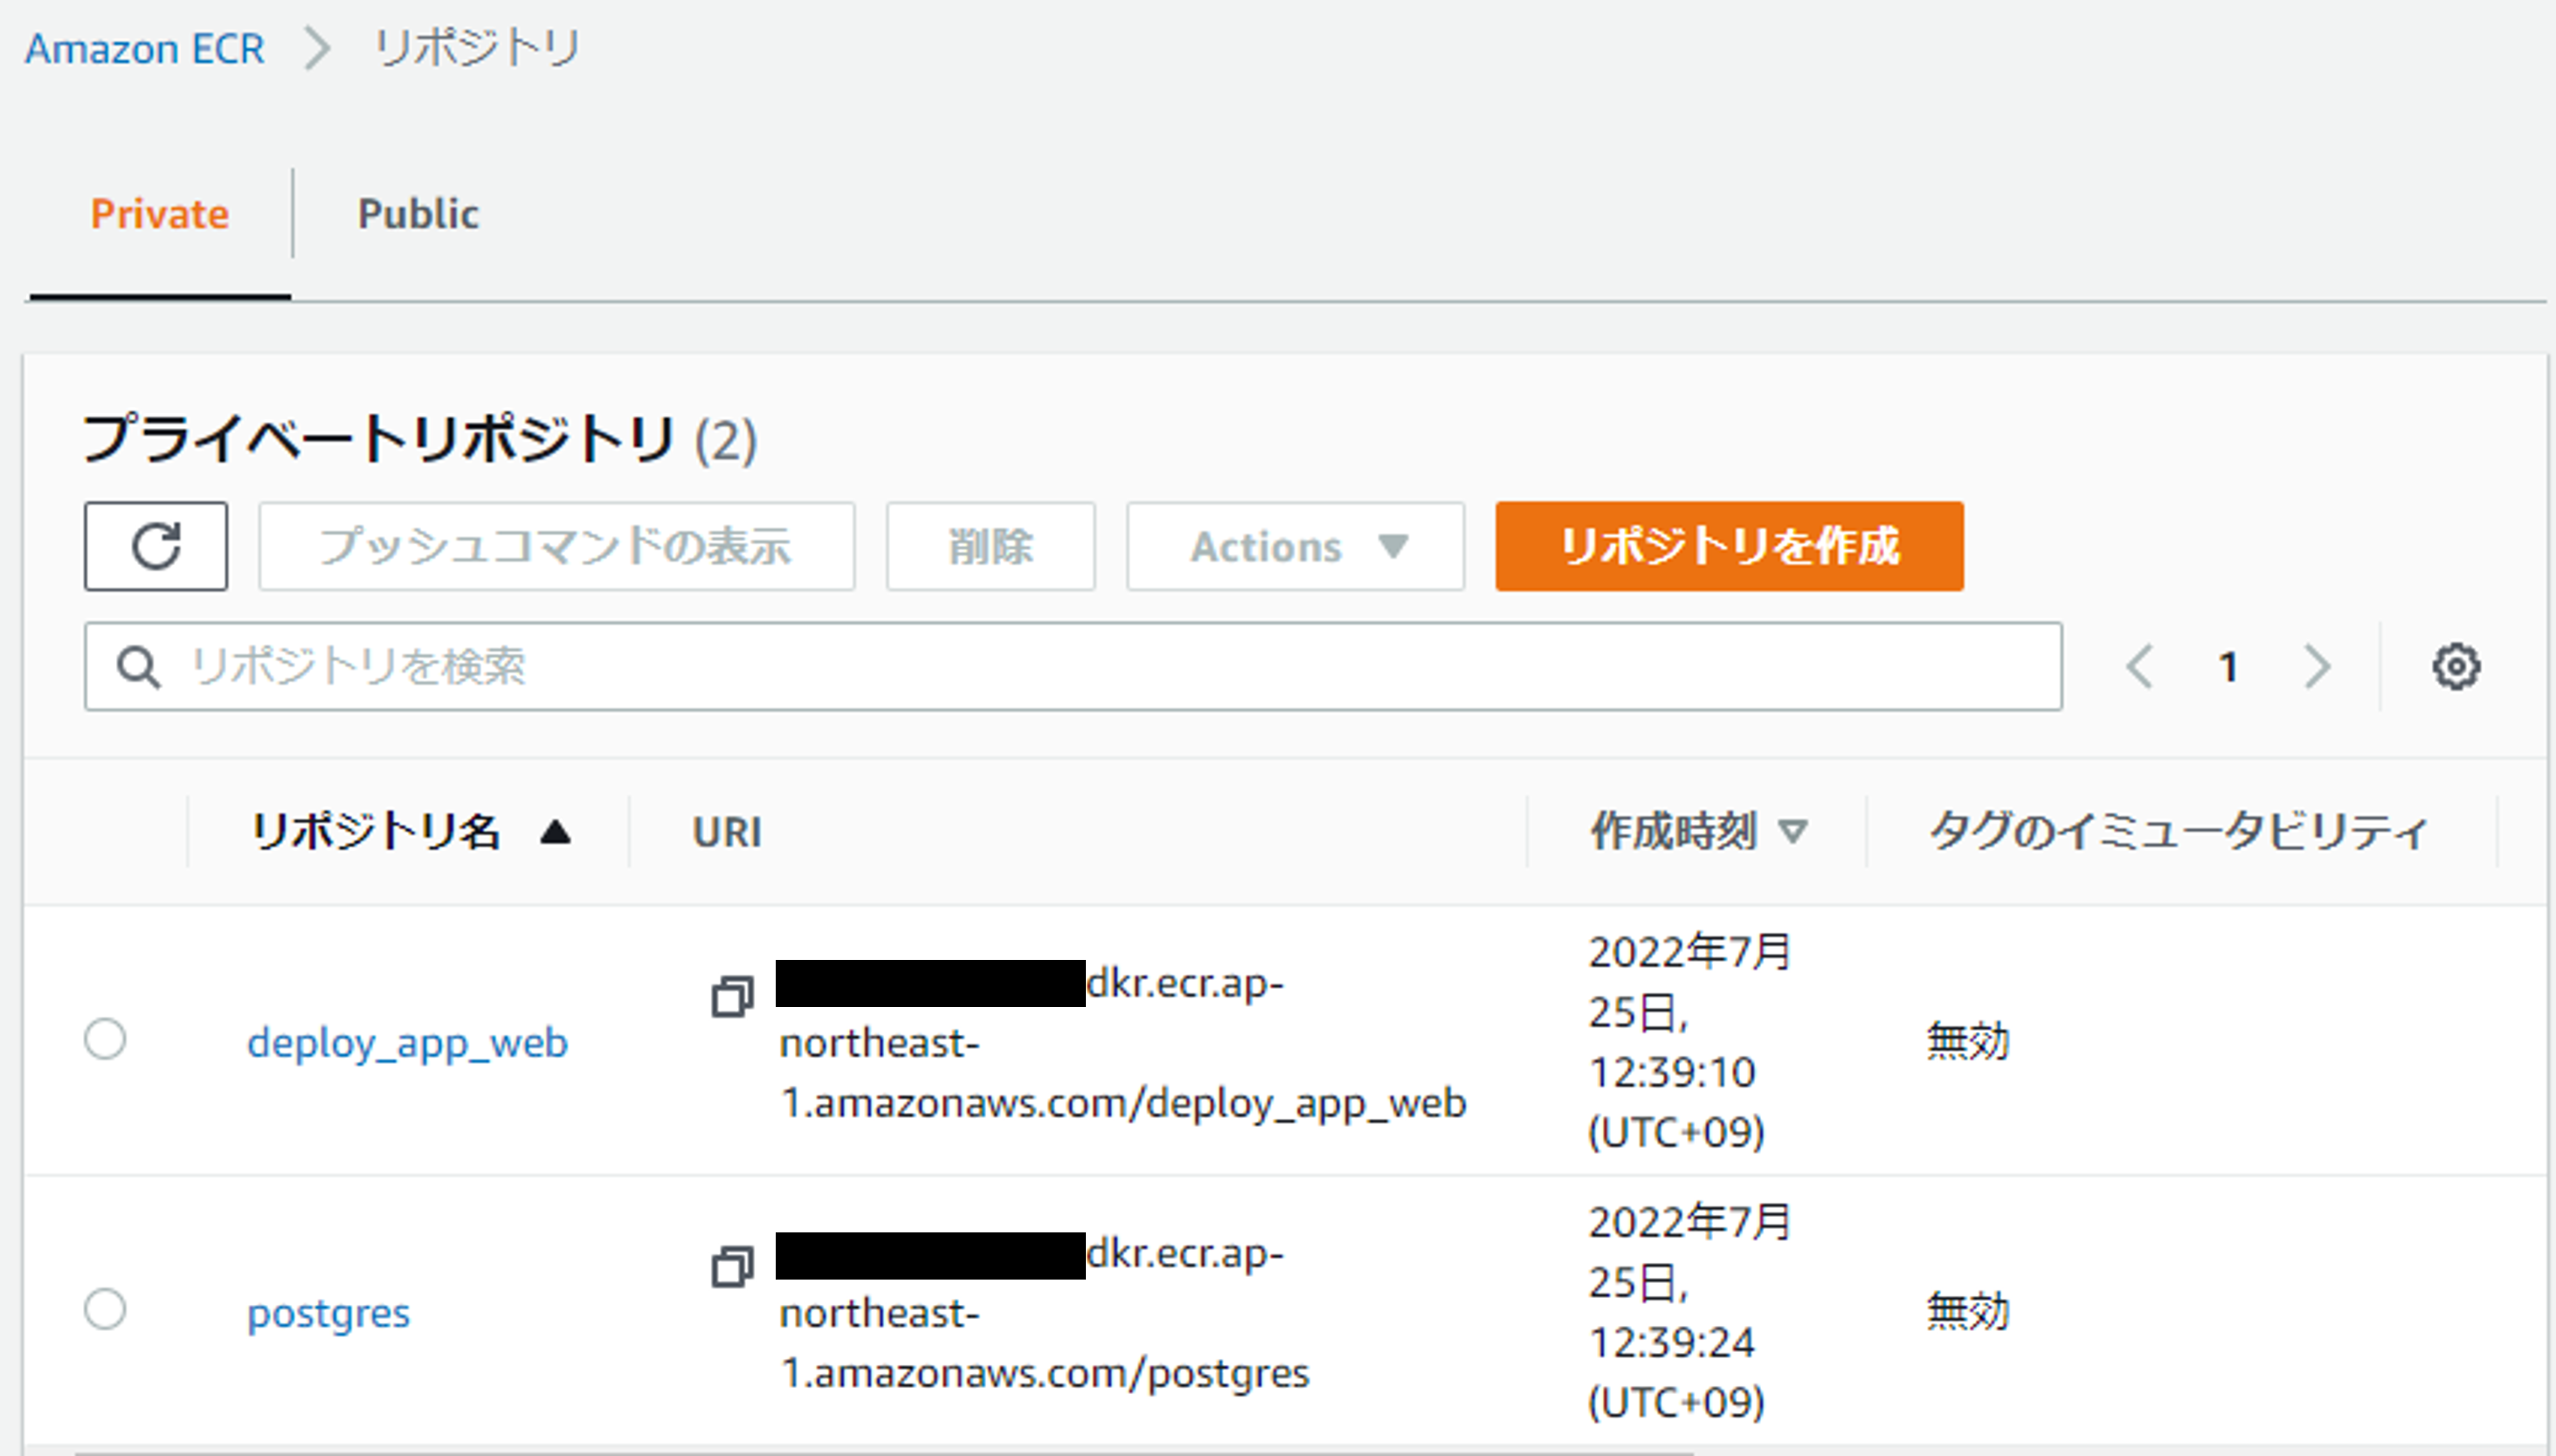 Amazon ECR > リポジトリ
Private
Public
プライベートリポジトリ (2)
プッシュコマンドの表示
削除
Actions
リポジトリを作成
リポジトリを検索
1
リポジトリ名
URI
作成時刻
タグのイミュータビリティ
deploy_app_web
dkr.ecr.ap-
northeast-
1.amazonaws.com/deploy_app_web
2022年7月
25日,
12:39:10
(UTC+09)
無効
postgres
dkr.ecr.ap-
northeast-
1.amazonaws.com/postgres
2022年7月
25日,
12:39:24
(UTC+09)
無効